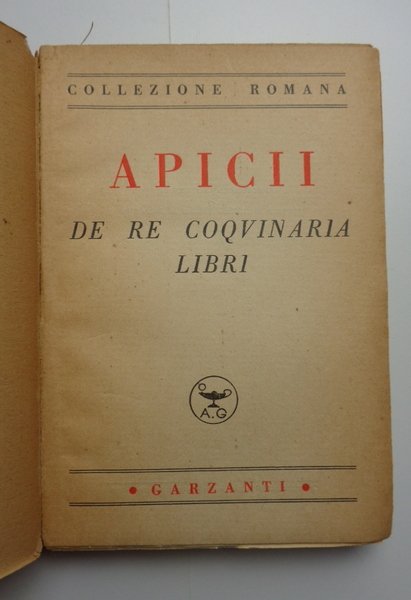 COLLEZIONE ROMANA
APICII
DE RE COQVINARIA
LIBRI
A.G
• GARZANTI •